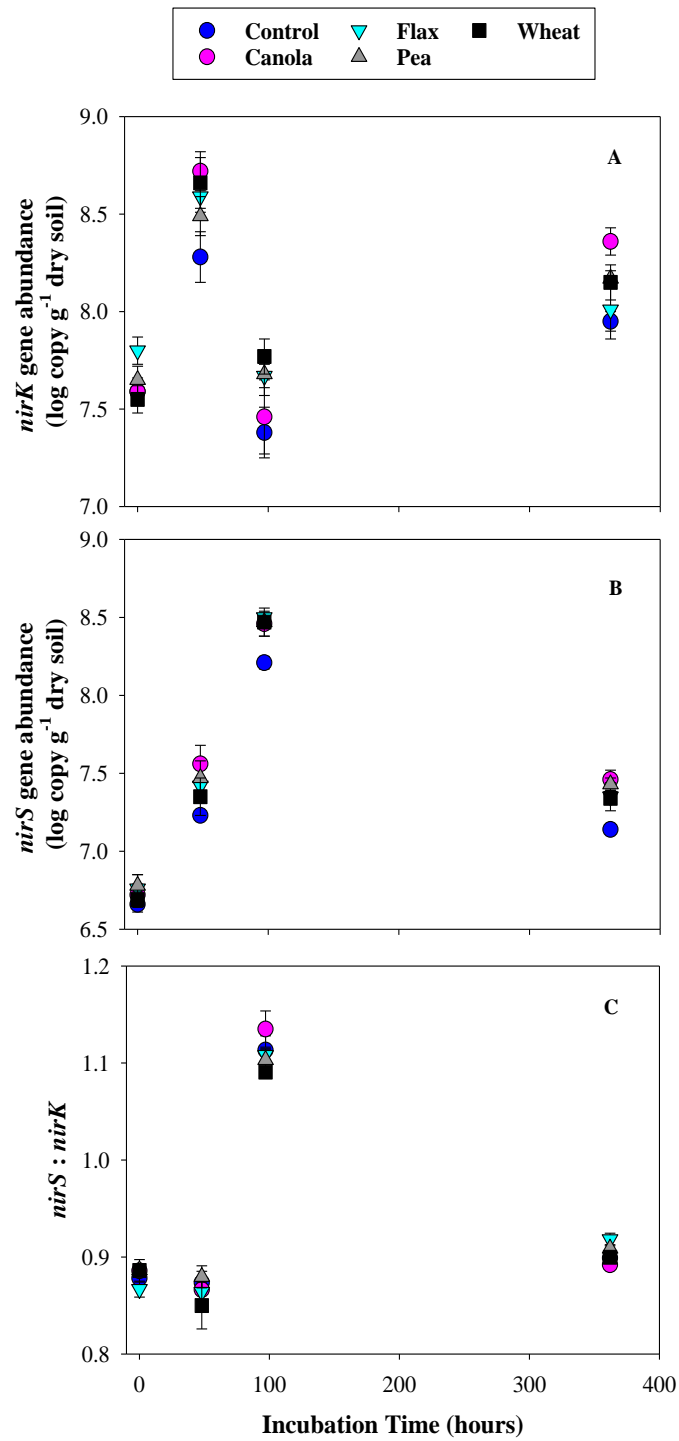 Control Flax Wheat
Canola Pea
A
nirK gene abundance
(log copy g-1 dry soil)
9.0
8.5
8.0
7.5
7.0
B
nirS gene abundance
(log copy g-1 dry soil)
9.0
8.5
8.0
7.5
7.0
6.5
C
nirS : nirK
1.2
1.1
1.0
0.9
0.8
0 100 200 300 400
Incubation Time (hours)